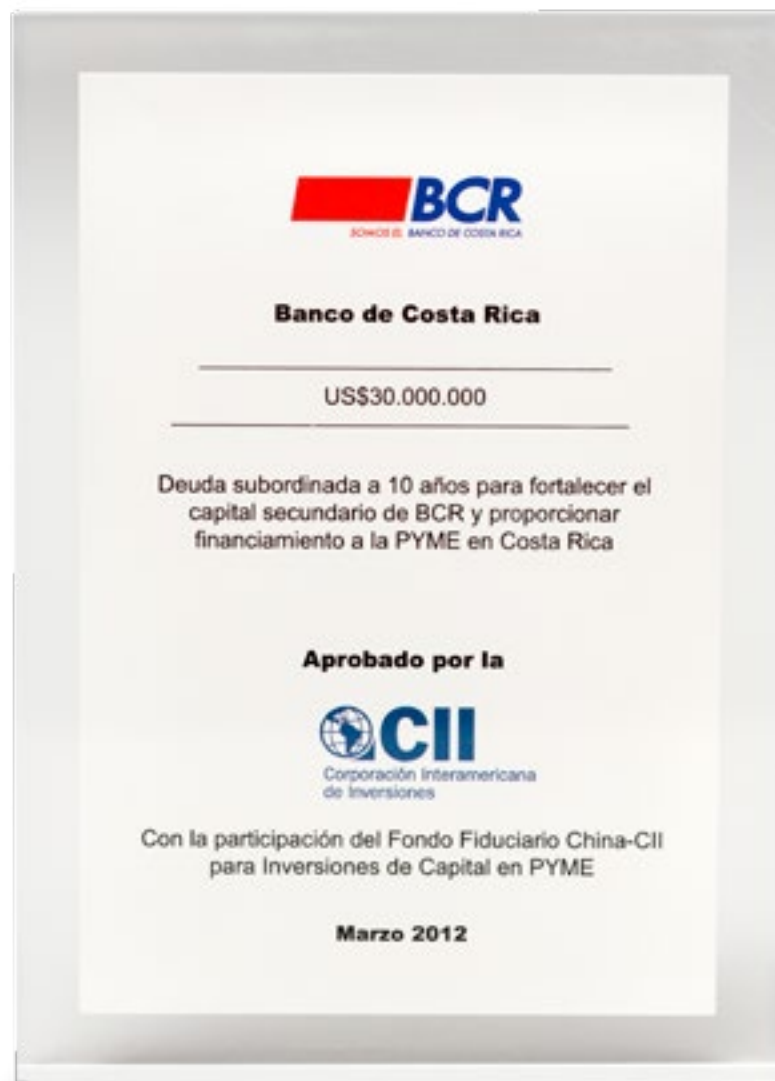 BCR
SOMOS EL BANCO DE COSTA RICA
Banco de Costa Rica
US$30.000.000
Deuda subordinada a 10 años para fortalecer el
capital secundario de BCR y proporcionar
financiamiento a la PYME en Costa Rica
Aprobado por la
CII
Corporación Interamericana
de Inversiones
Con la participación del Fondo Fiduciario China-CII
para Inversiones de Capital en PYME
Marzo 2012